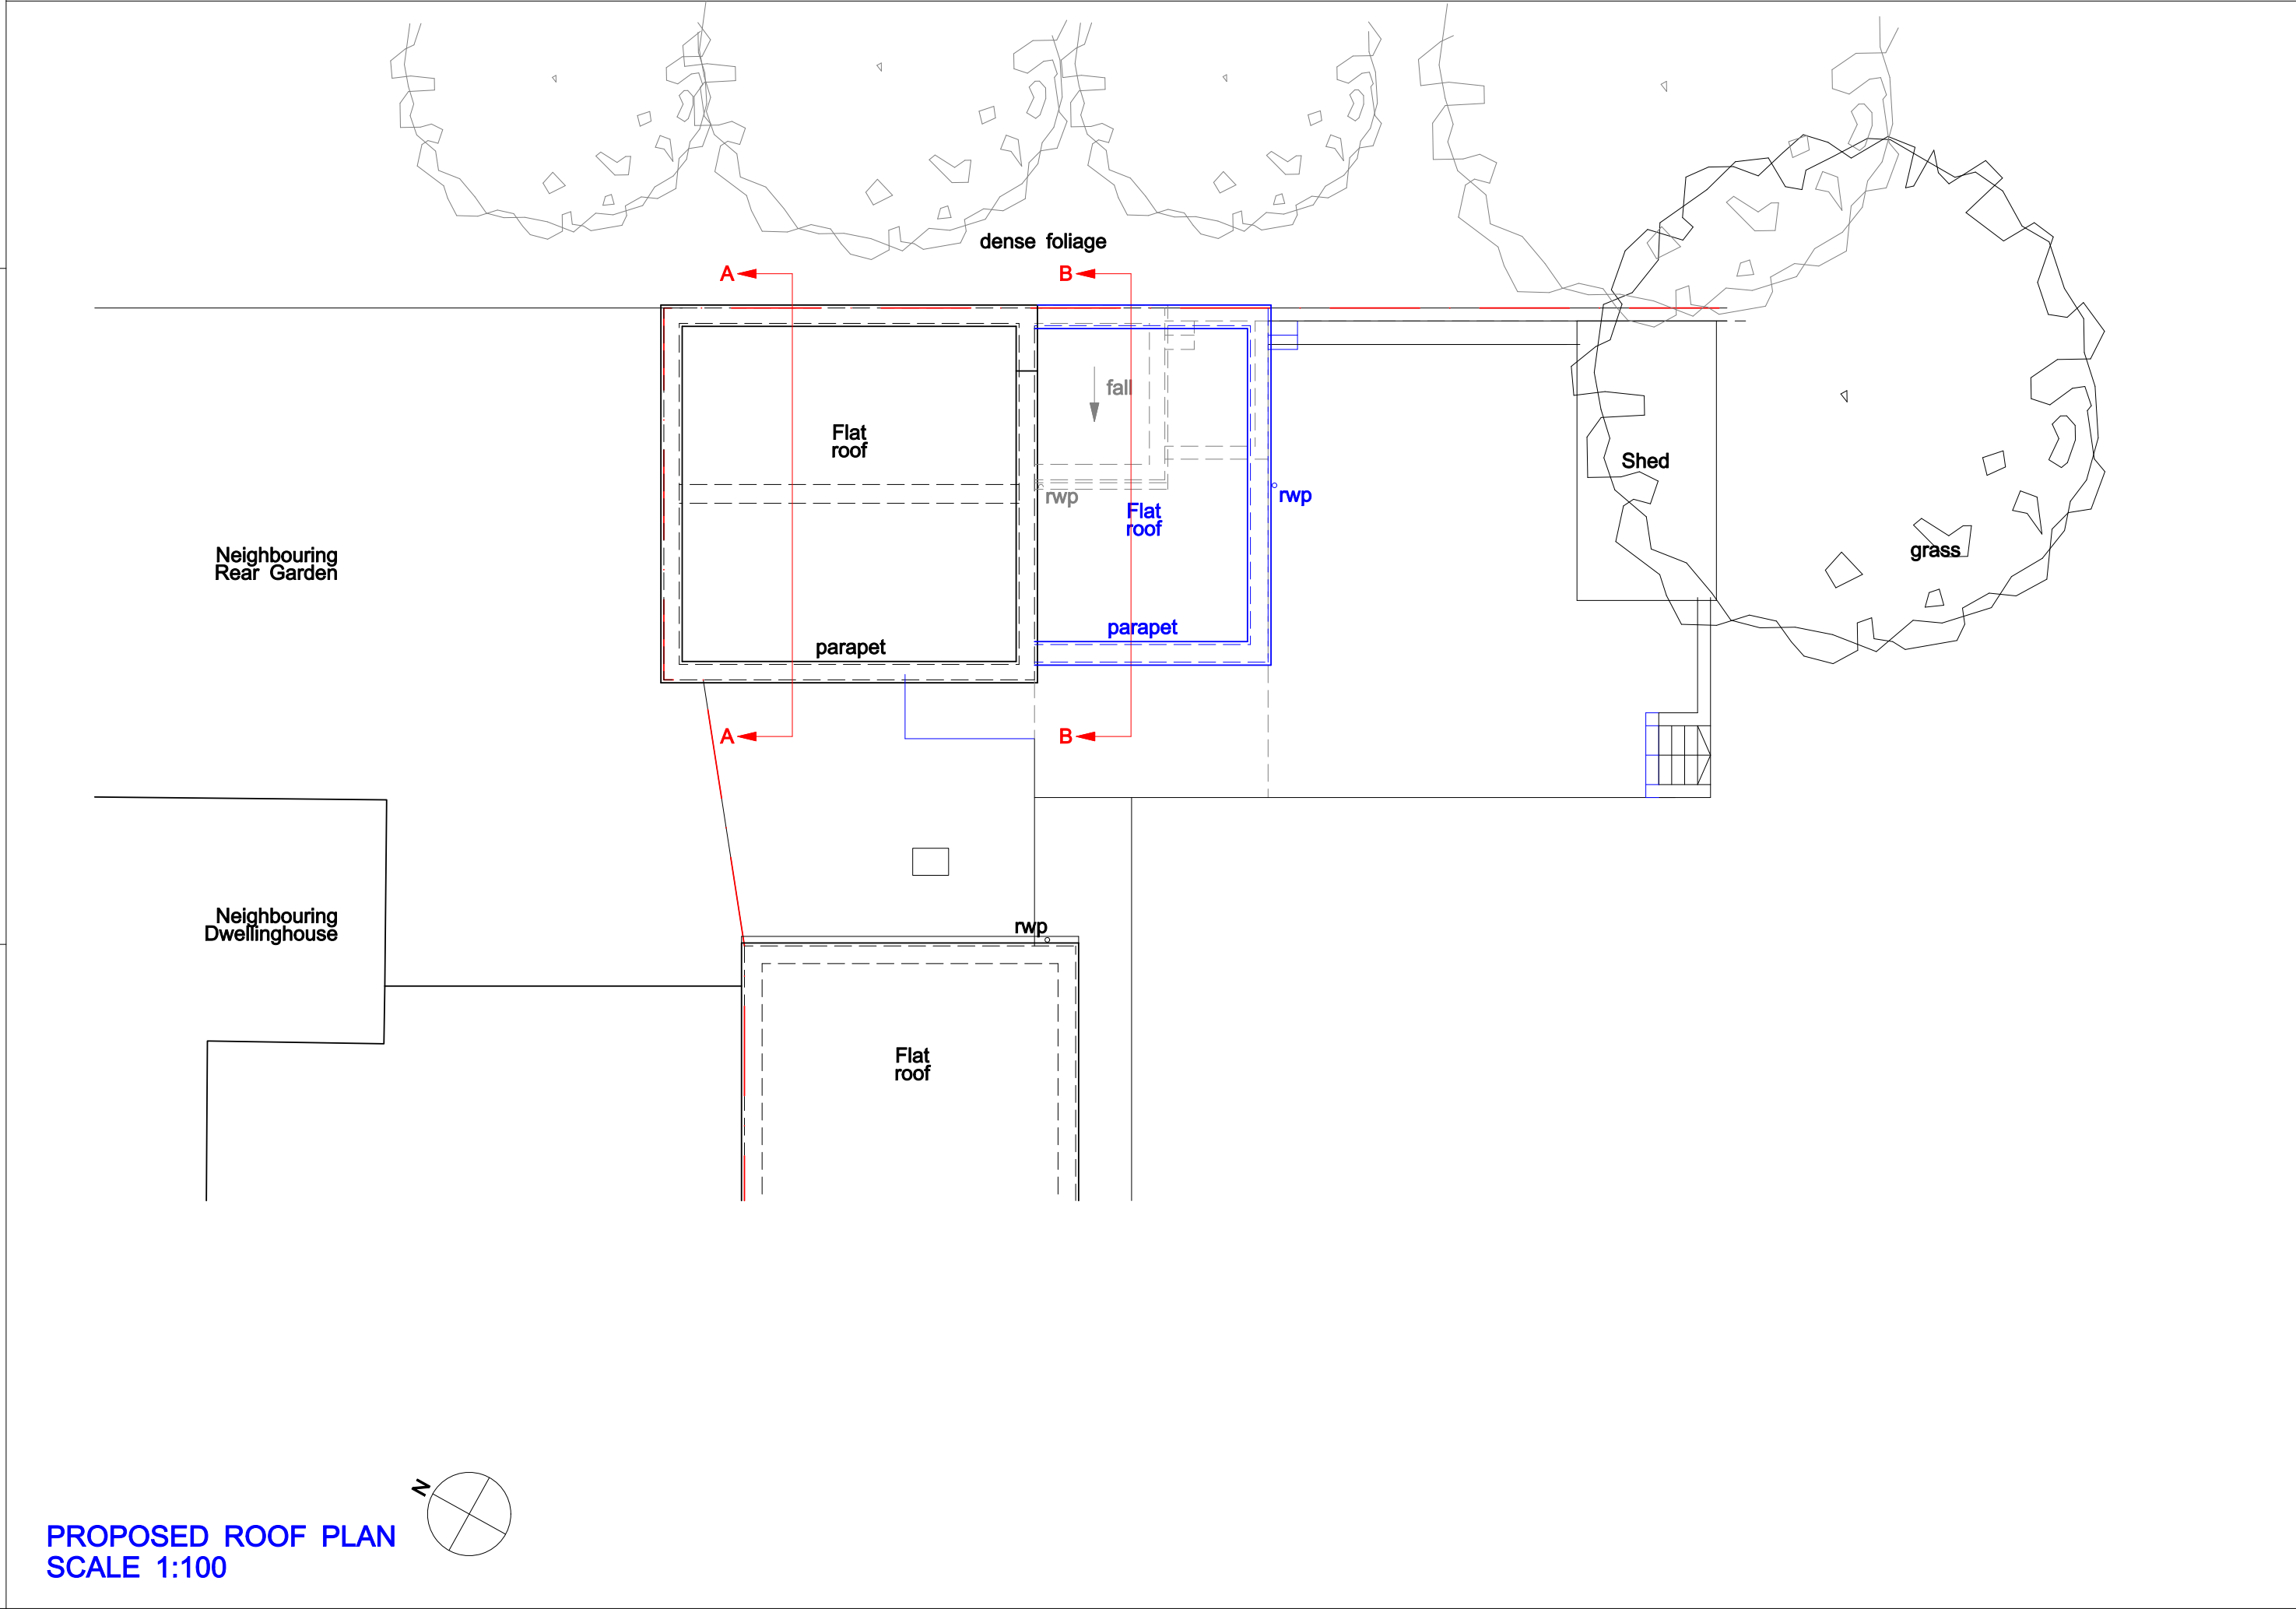 dense foliage
A
B
fall
Flat
roof
Shed
rwp
rwp
Flat
roof
grass
Neighbouring
Rear Garden
parapet
parapet
A
B
Neighbouring
Dwellinghouse
rwp
Flat
roof
N
PROPOSED ROOF PLAN
SCALE 1:100